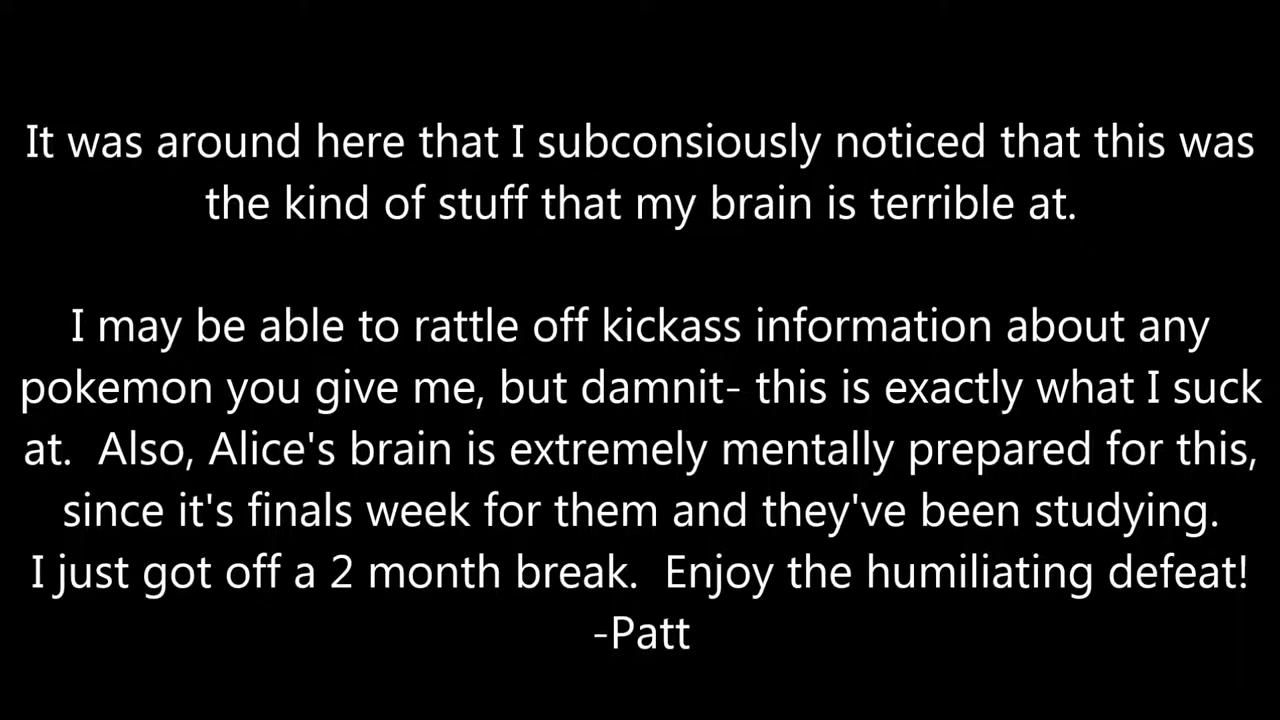 It was around here that I subconsiously noticed that this was
the kind of stuff that my brain is terrible at.
I may be able to rattle off kickass information about any
pokemon you give me, but damnit- this is exactly what I suck
at.  Also, Alice's brain is extremely mentally prepared for this,
since it's finals week for them and they've been studying.
I just got off a 2 month break.  Enjoy the humiliating defeat!
-Patt